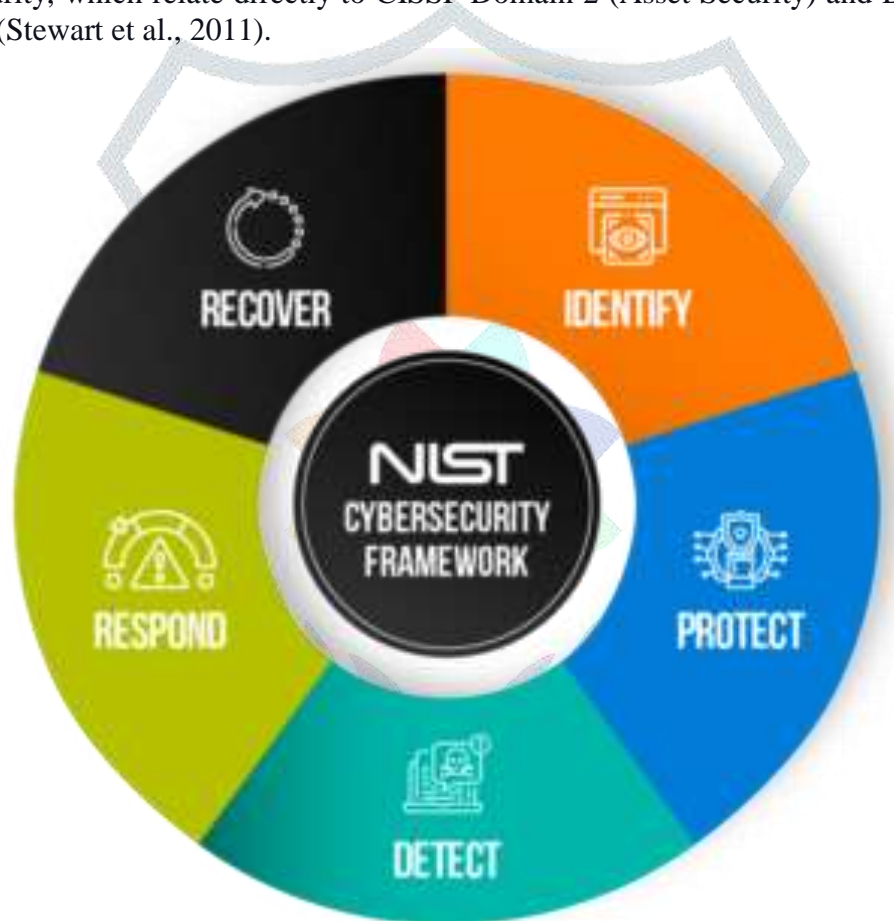 which relate directly to CISSP Domain 2 (Asset Security) and
(Stewart et al., 2011).
RECOVER
IDENTIFY
NIST
CYBERSECURITY
FRAMEWORK
RESPOND
PROTECT
DETECT